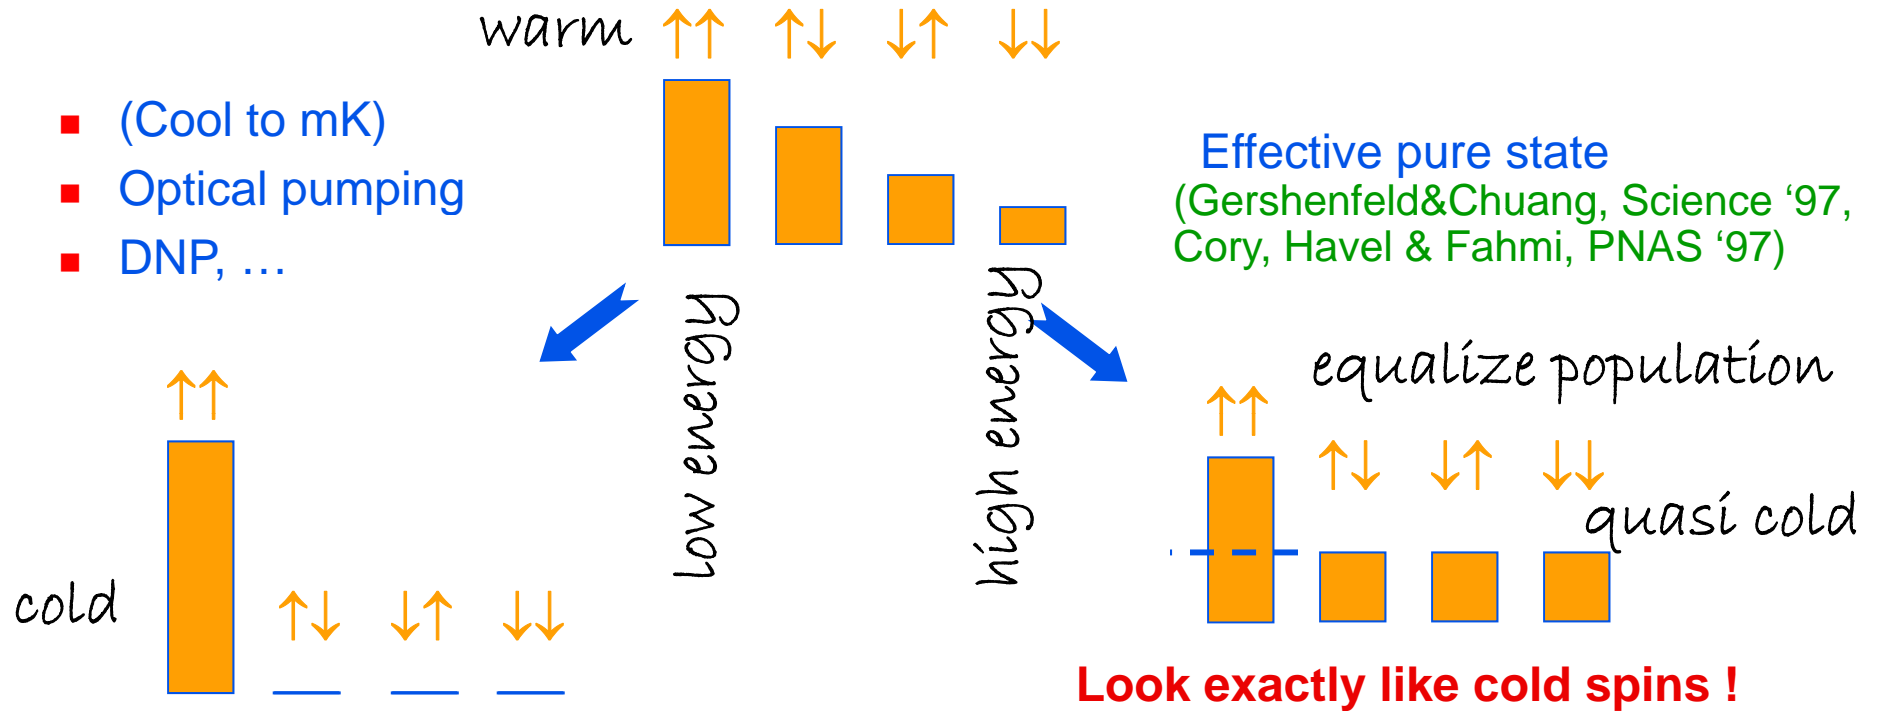 warm ↑↑ ↑↓ ↓↑ ↓↓
■ (Cool to mK)
■ Optical pumping
■ DNP, …
Effective pure state
(Gershenfeld&Chuang, Science ‘97,
Cory, Havel & Fahmi, PNAS ‘97)
low energy
high energy
↑↑
cold
↑↓ ↓↑ ↓↓
equalize population
↑↑
↑↓ ↓↑ ↓↓
quasi cold
Look exactly like cold spins !